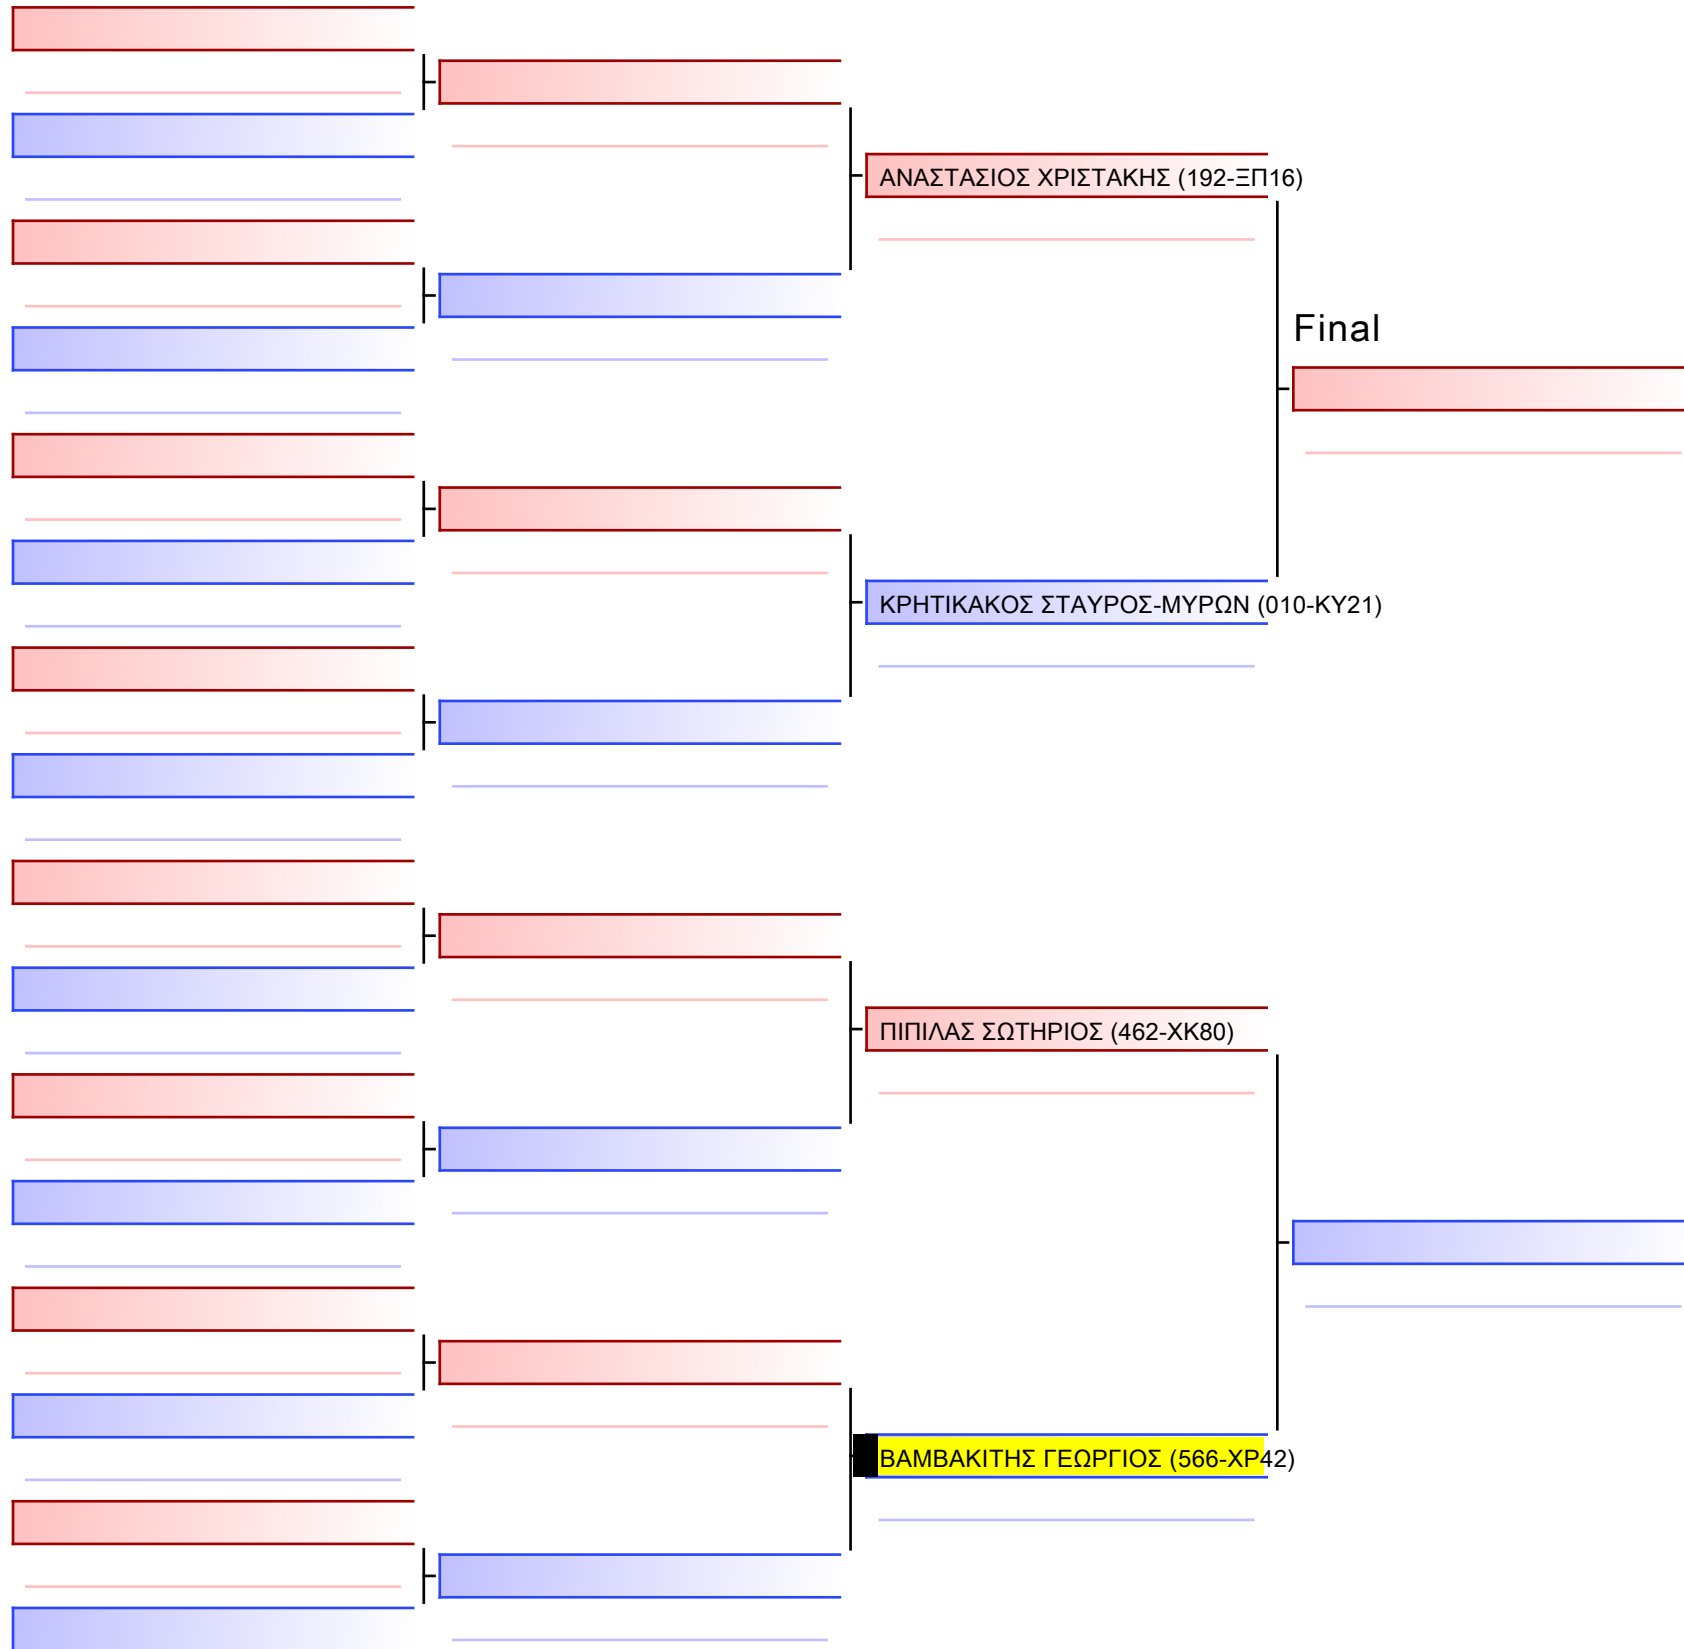 ΑΝΑΣΤΑΣΙΟΣ ΧΡΙΣΤΑΚΗΣ (192-ΞΠ16)
Final
ΚΡΗΤΙΚΑΚΟΣ ΣΤΑΥΡΟΣ-ΜΥΡΩΝ (010-ΚΥ21)
ΠΙΠΙΛΑΣ ΣΩΤΗΡΙΟΣ (462-ΧΚ80)
ΒΑΜΒΑΚΙΤΗΣ ΓΕΩΡΓΙΟΣ (566-ΧΡ42)